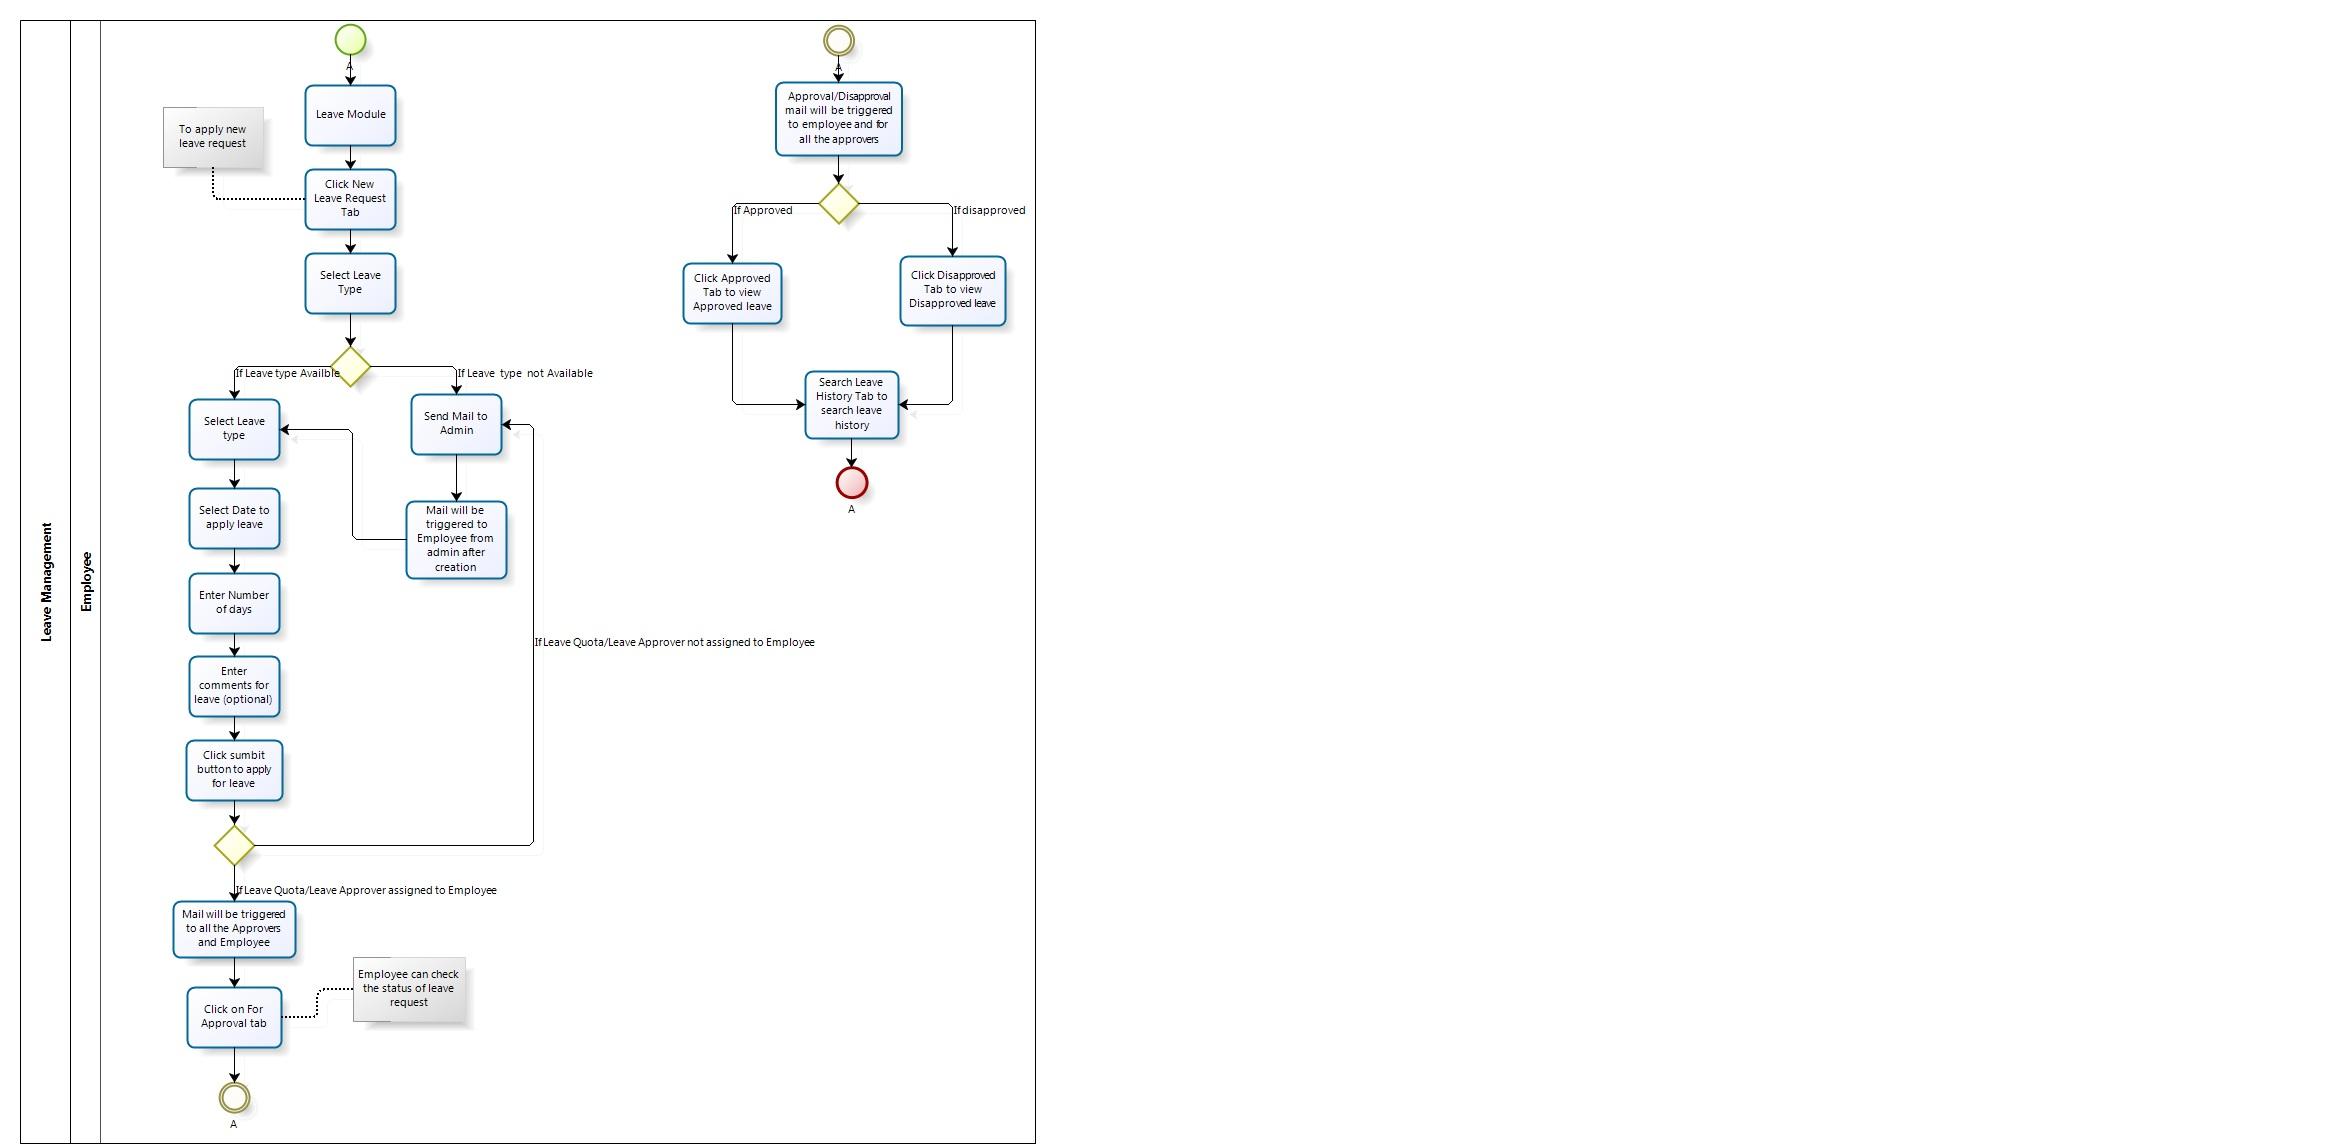 Leave Management
Employee
A
Leave Module
To apply new
leave request
Click New
Leave Request
Tab
Select Leave
Type
If Leave type Availble
If Leave type not Available
Select Leave
type
Send Mail to
Admin
Select Date to
apply leave
Mail will be
triggered to
Employee from
admin after
creation
Enter Number
of days
If Leave Quota/Leave Approver not assigned to Employee
Enter
comments for
leave (optional)
Click sumbit
button to apply
for leave
If Leave Quota/Leave Approver assigned to Employee
Mail will be triggered
to all the Approvers
and Employee
Click on For
Approval tab
Employee can check
the status of leave
request
A
A
Approval/Disapproval
mail will be triggered
to employee and for
all the approvers
If Approved
If disapproved
Click Approved
Tab to view
Approved leave
Click Disapproved
Tab to view
Disapproved leave
Search Leave
History Tab to
search leave
history
A